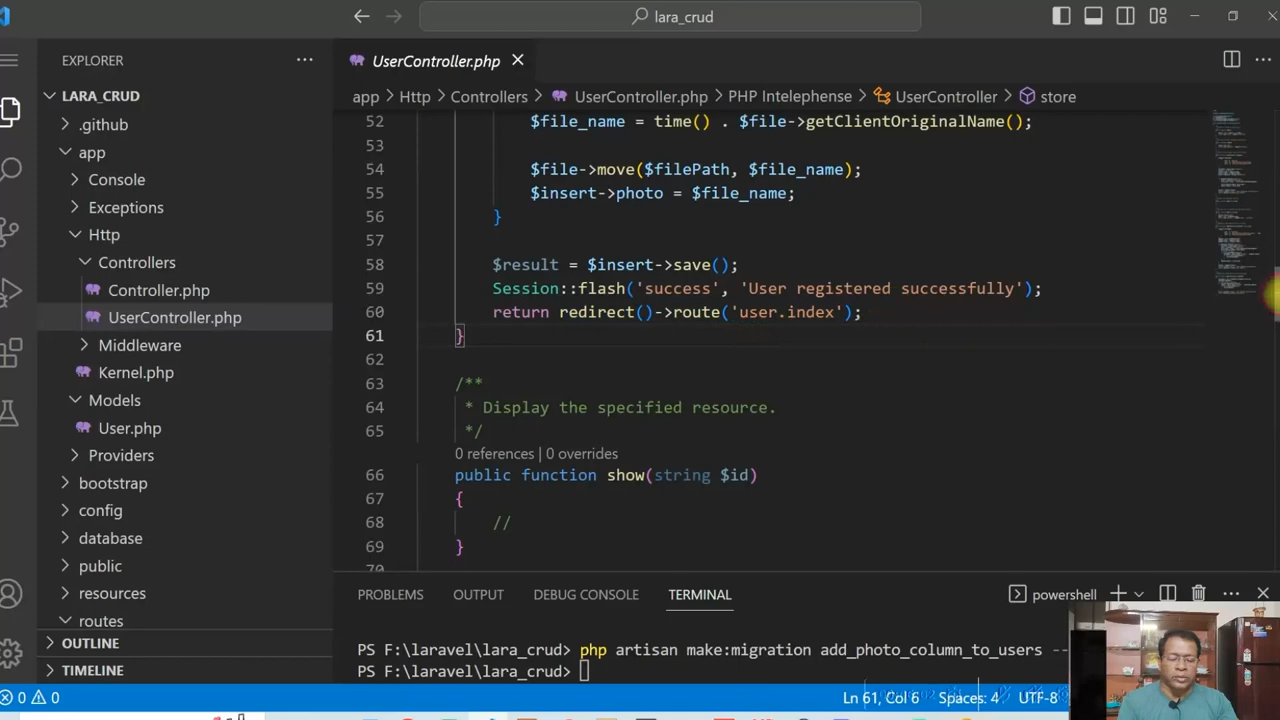 lara_crud
EXPLORER
LARA_CRUD
.github
app
Console
Exceptions
Http
Controllers
Controller.php
UserController.php
Middleware
Kernel.php
Models
User.php
Providers
bootstrap
config
database
public
resources
routes
OUTLINE
TIMELINE
UserController.php
app > Http > Controllers > UserController.php > PHP Intelephense > UserController > store
52 $file_name = time() . $file->getClientOriginalName();
53
54 $file->move($filePath, $file_name);
55 $insert->photo = $file_name;
56 }
57
58 $result = $insert->save();
59 Session::flash('success', 'User registered successfully');
60 return redirect()->route('user.index');
61 }
62
63 /**
64 * Display the specified resource.
65 */
0 references | 0 overrides
66 public function show(string $id)
67 {
68 //
69 }
70
PROBLEMS OUTPUT DEBUG CONSOLE TERMINAL powershell
PS F:\laravel\lara_crud> php artisan make:migration add_photo_column_to_users --
PS F:\laravel\lara_crud>
0 0 Ln 61, Col 6 Spaces: 4 UTF-8